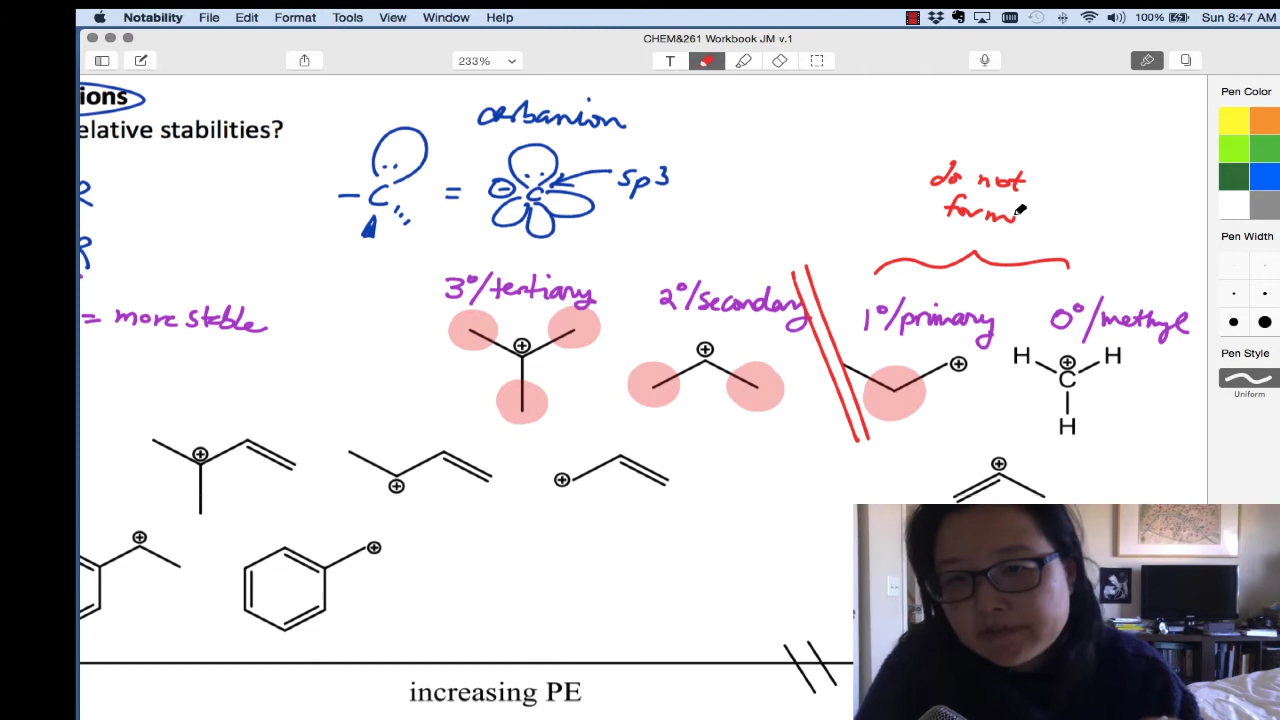 Notability File Edit Format Tools View Window Help 100% Sun 8:47 AM
CHEM&261 Workbook JM v.1
233% T
Pen Color
Pen Width
Pen Style
Uniform
ions
elative stabilities?
carbanion
C = C sp3
R
R
= more stable
do not
form
3°/tertiary 2°/secondary 1°/primary 0°/methyl
H H
C
H
increasing PE